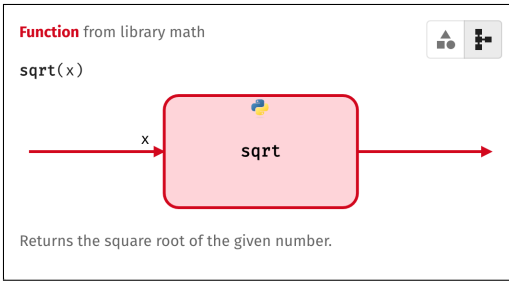 Function from library math
sqrt(x)
x
sqrt
Returns the square root of the given number.